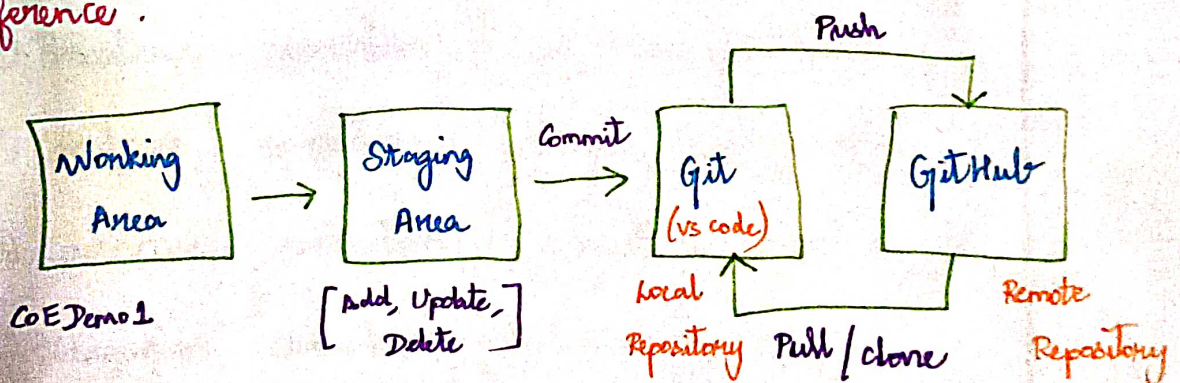 ference.
Push
Working
Area
Staging
Area
Commit
Git
(vs code)
GitHub
CoEDemo1
[Add, Update,
Delete]
Local
Repository
Pull/clone
Remote
Repository